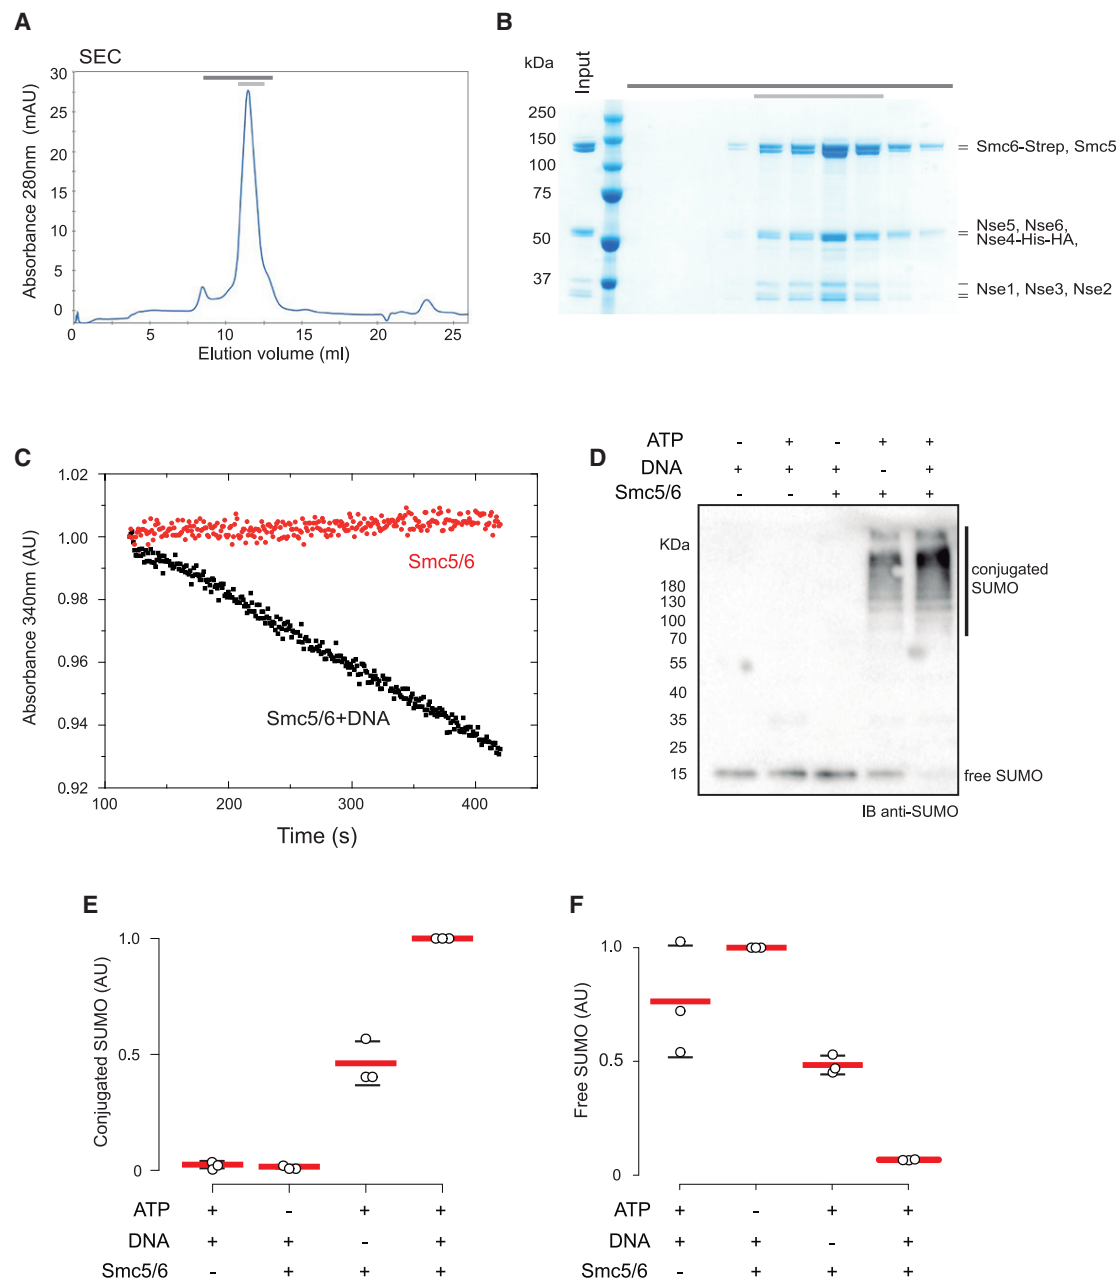 A
SEC
Absorbance 280nm (mAU)
30
25
20
15
10
5
0
0 5 10 15 20 25
Elution volume (ml)
B
kDa
Input
250
150
100
75
50
37
Smc6-Strep, Smc5
Nse5, Nse6,
Nse4-His-HA,
Nse1, Nse3, Nse2
C
Absorbance 340nm (AU)
1.02
1.00
0.98
0.96
0.94
0.92
Smc5/6
Smc5/6+DNA
100 200 300 400
Time (s)
D
ATP - + - + +
DNA + + + - +
Smc5/6 - - + + +
KDa
180
130
100
70
55
40
35
25
15
conjugated
SUMO
free SUMO
IB anti-SUMO
E
Conjugated SUMO (AU)
1.0
0.5
0
ATP + - + +
DNA + + - +
Smc5/6 - + + +
F
Free SUMO (AU)
1.0
0.5
0
ATP + - + +
DNA + + - +
Smc5/6 - + + +